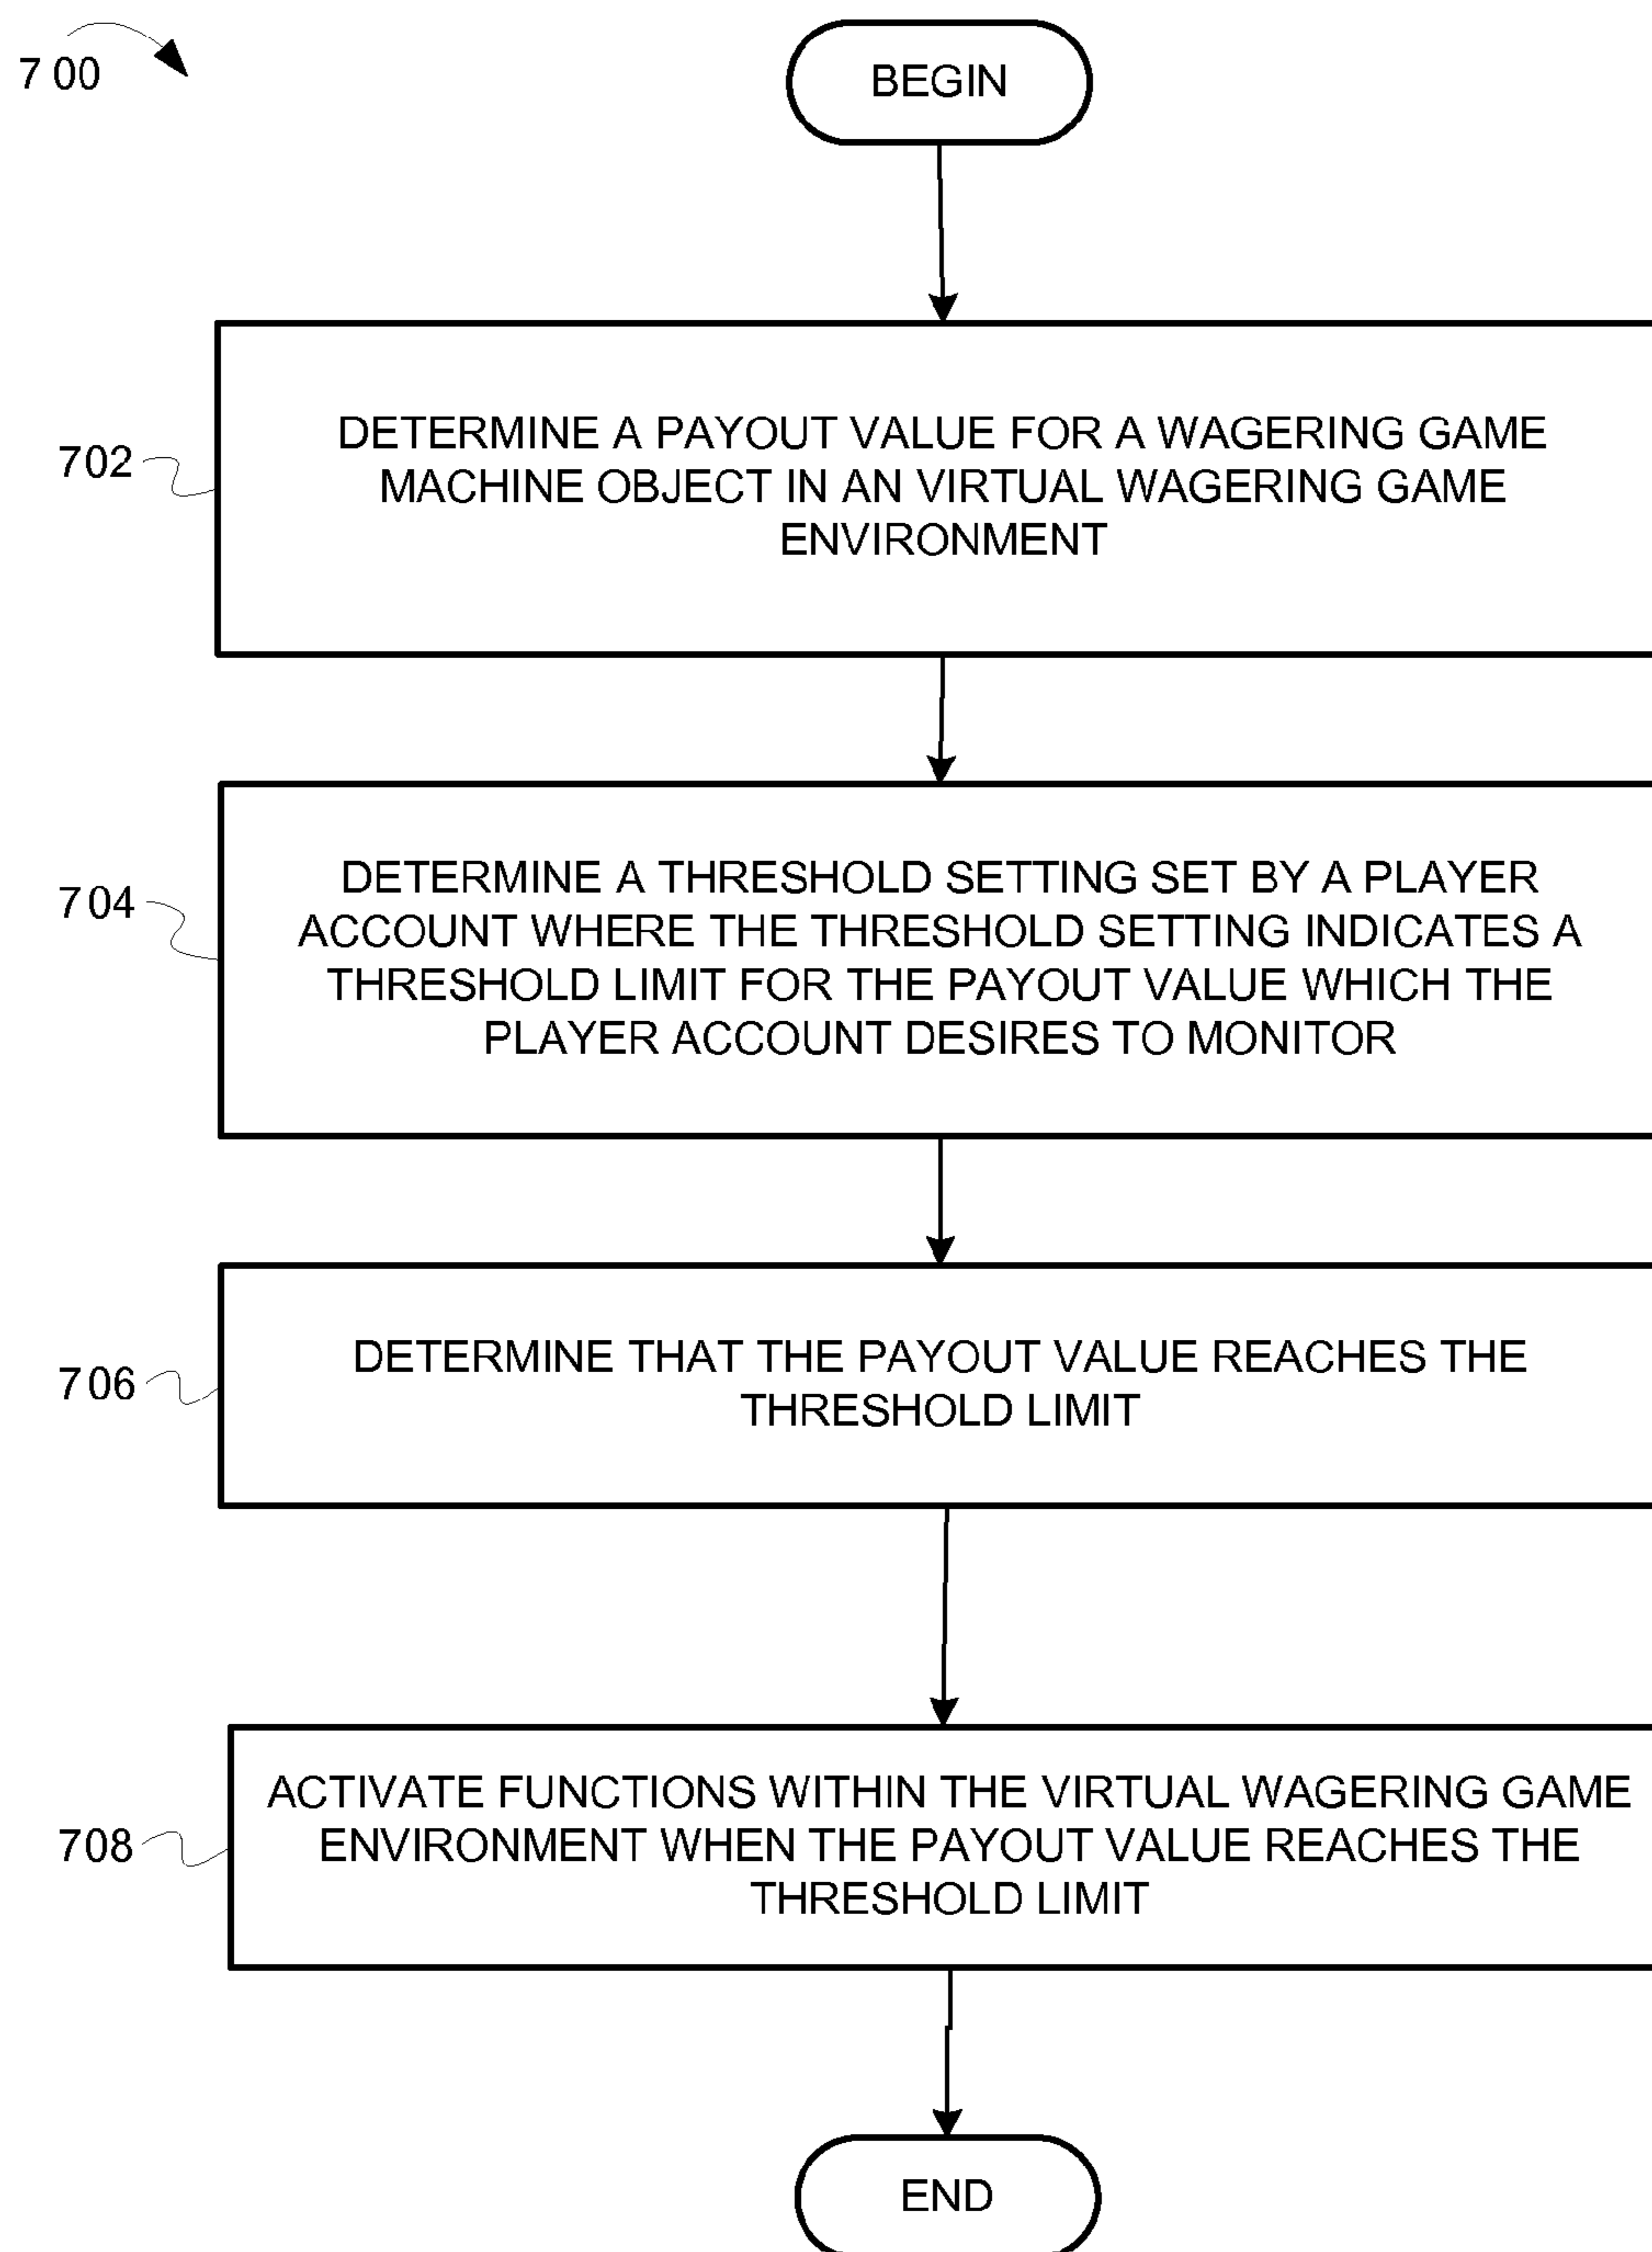 700
BEGIN
702
DETERMINE A PAYOUT VALUE FOR A WAGERING GAME
MACHINE OBJECT IN AN VIRTUAL WAGERING GAME
ENVIRONMENT
704
DETERMINE A THRESHOLD SETTING SET BY A PLAYER
ACCOUNT WHERE THE THRESHOLD SETTING INDICATES A
THRESHOLD LIMIT FOR THE PAYOUT VALUE WHICH THE
PLAYER ACCOUNT DESIRES TO MONITOR
706
DETERMINE THAT THE PAYOUT VALUE REACHES THE
THRESHOLD LIMIT
708
ACTIVATE FUNCTIONS WITHIN THE VIRTUAL WAGERING GAME
ENVIRONMENT WHEN THE PAYOUT VALUE REACHES THE
THRESHOLD LIMIT
END